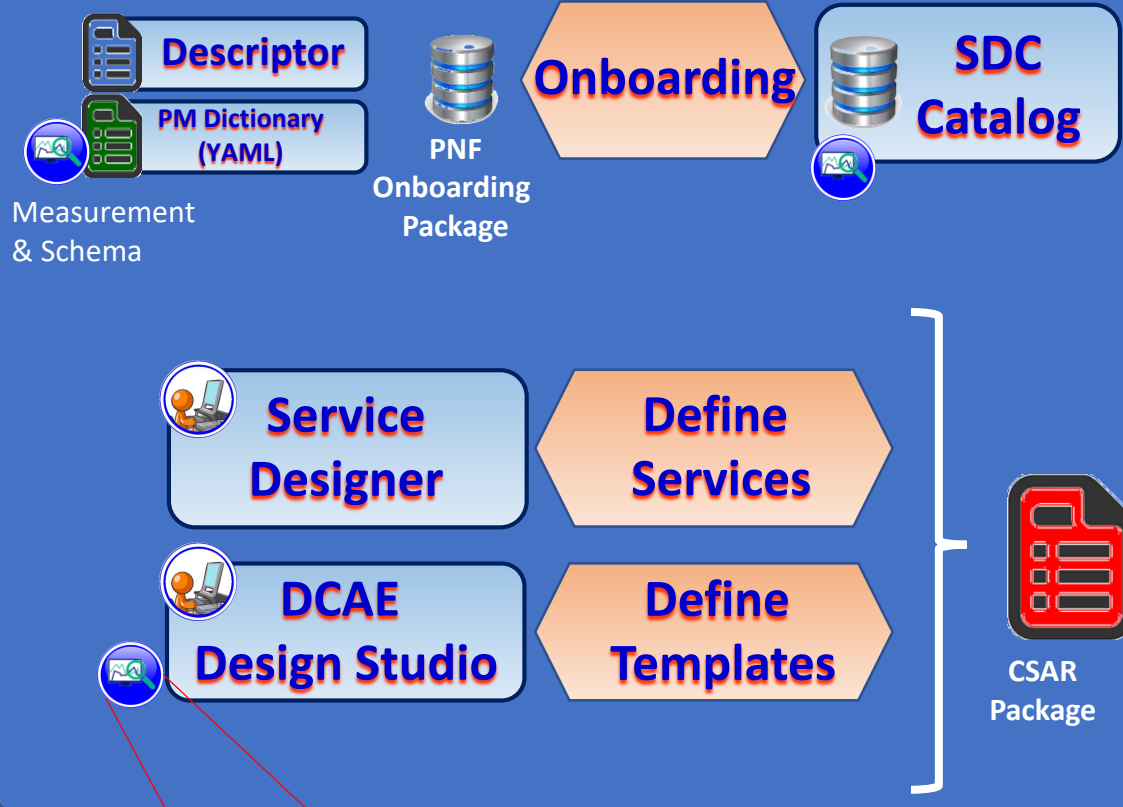 Descriptor
PM Dictionary
(YAML)
Measurement
& Schema
PNF
Onboarding
Package
Onboarding
SDC
Catalog
Service
Designer
Define
Services
DCAE
Design Studio
Define
Templates
CSAR
Package